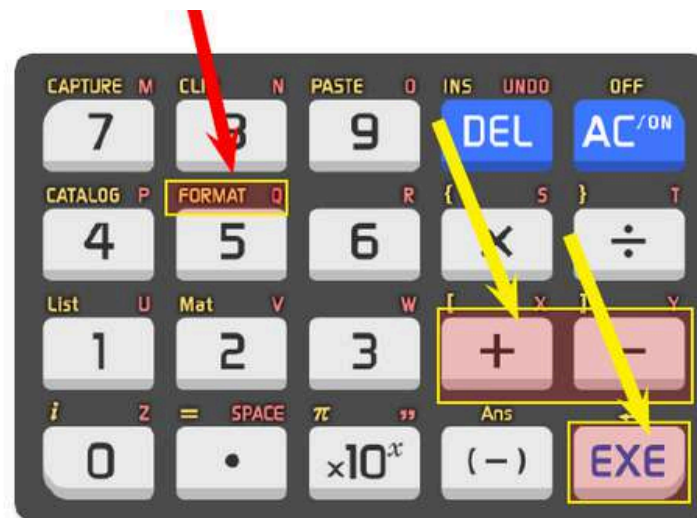 CAPTURE M CLIP N PASTE O INS UNDO OFF
7 8 9 DEL AC/ON
CATALOG P FORMAT Q R { S } T
4 5 6 × ÷
List U Mat V W [ X ] Y
1 2 3 + −
i Z = SPACE π " Ans ↵
0 • ×10ˣ (−) EXE